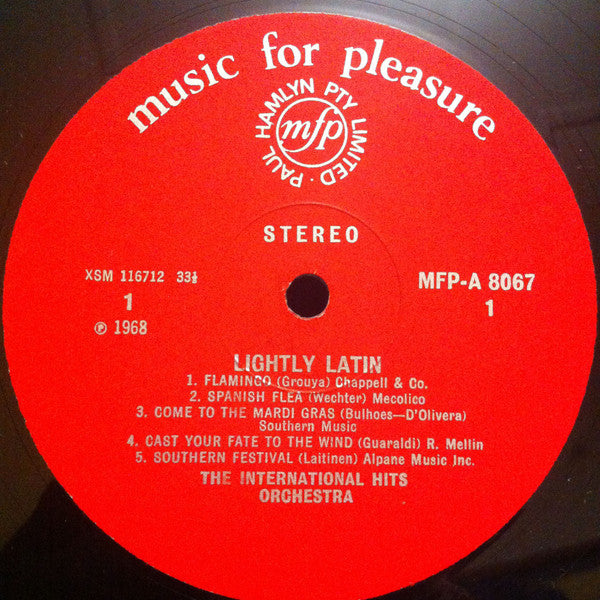 music for pleasure
PAUL HAMLYN PTY LIMITED ·
mfp
STEREO
XSM 116712 33⅓
MFP-A 8067
1
1
℗ 1968
LIGHTLY LATIN
1. FLAMINGO (Grouya) Chappell & Co.
2. SPANISH FLEA (Wechter) Mecolico
3. COME TO THE MARDI GRAS (Bulhoes—D'Olivera)
Southern Music
4. CAST YOUR FATE TO THE WIND (Guaraldi) R. Mellin
5. SOUTHERN FESTIVAL (Laitinen) Alpane Music Inc.
THE INTERNATIONAL HITS
ORCHESTRA